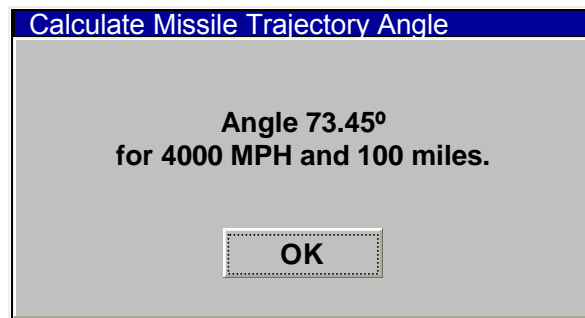 Calculate Missile Trajectory Angle
Angle 73.45º
for 4000 MPH and 100 miles.
OK